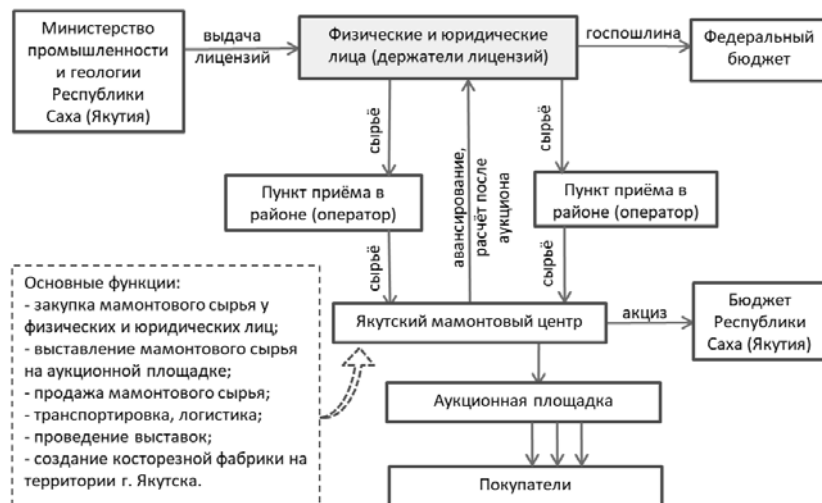 Министерство
промышленности
и геологии
Республики
Саха (Якутия)
выдача
лицензий
Физические и юридические
лица (держатели лицензий)
госпошлина
Федеральный
бюджет
сырьё
сырьё
авансирование,
расчёт после
аукциона
Пункт приёма в
районе (оператор)
Пункт приёма в
районе (оператор)
сырьё
сырьё
Основные функции:
- закупка мамонтового сырья у
физических и юридических лиц;
- выставление мамонтового сырья
на аукционной площадке;
- продажа мамонтового сырья;
- транспортировка, логистика;
- проведение выставок;
- создание косторезной фабрики на
территории г. Якутска.
Якутский мамонтовый центр
акциз
Бюджет
Республики
Саха (Якутия)
Аукционная площадка
Покупатели